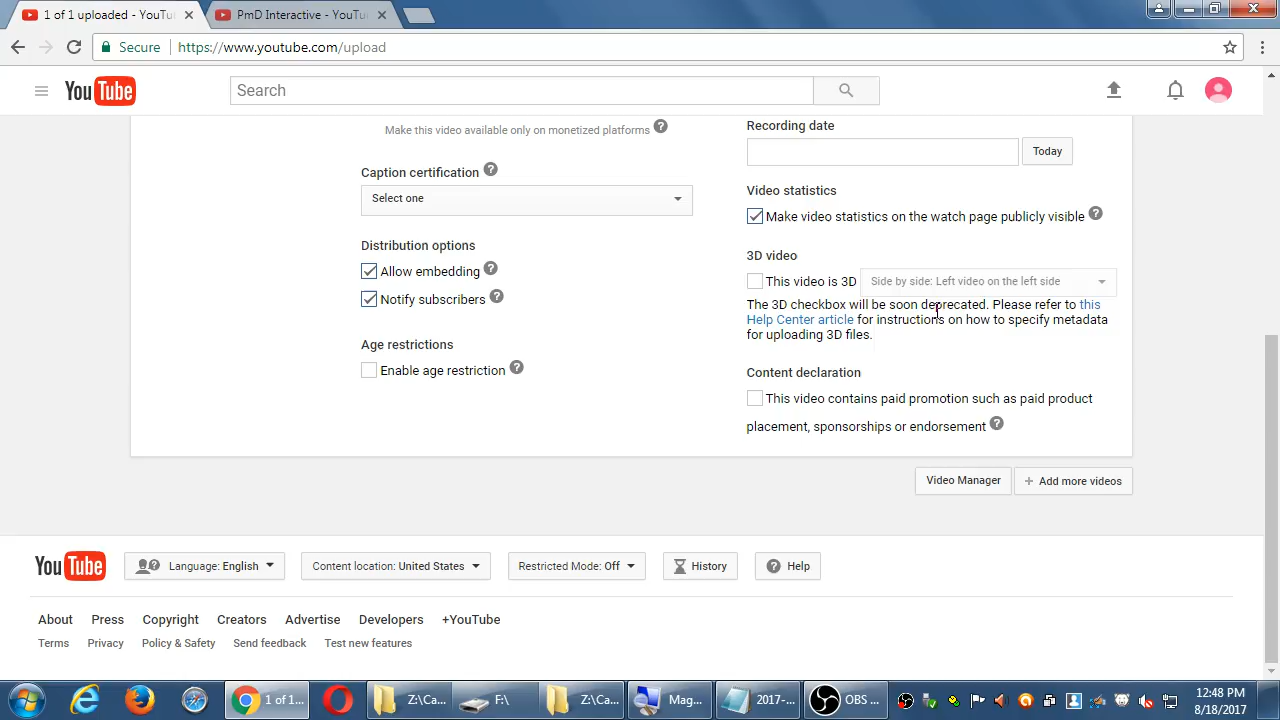 1 of 1 uploaded - YouTu
PmD Interactive - YouTu
Secure
https://www.youtube.com/upload
YouTube
Search
Make this video available only on monetized platforms ?
Recording date
Today
Caption certification ?
Select one
Video statistics
Make video statistics on the watch page publicly visible ?
Distribution options
Allow embedding ?
Notify subscribers ?
3D video
This video is 3D
Side by side: Left video on the left side
The 3D checkbox will be soon deprecated. Please refer to this
Help Center article for instructions on how to specify metadata
for uploading 3D files.
Age restrictions
Enable age restriction ?
Content declaration
This video contains paid promotion such as paid product
placement, sponsorships or endorsement ?
Video Manager
+ Add more videos
YouTube
Language: English
Content location: United States
Restricted Mode: Off
History
Help
About
Press
Copyright
Creators
Advertise
Developers
+YouTube
Terms
Privacy
Policy & Safety
Send feedback
Test new features
1 of 1...
Z:\Ca...
F:\
Z:\Ca...
Mag...
2017-...
OBS ...
12:48 PM
8/18/2017